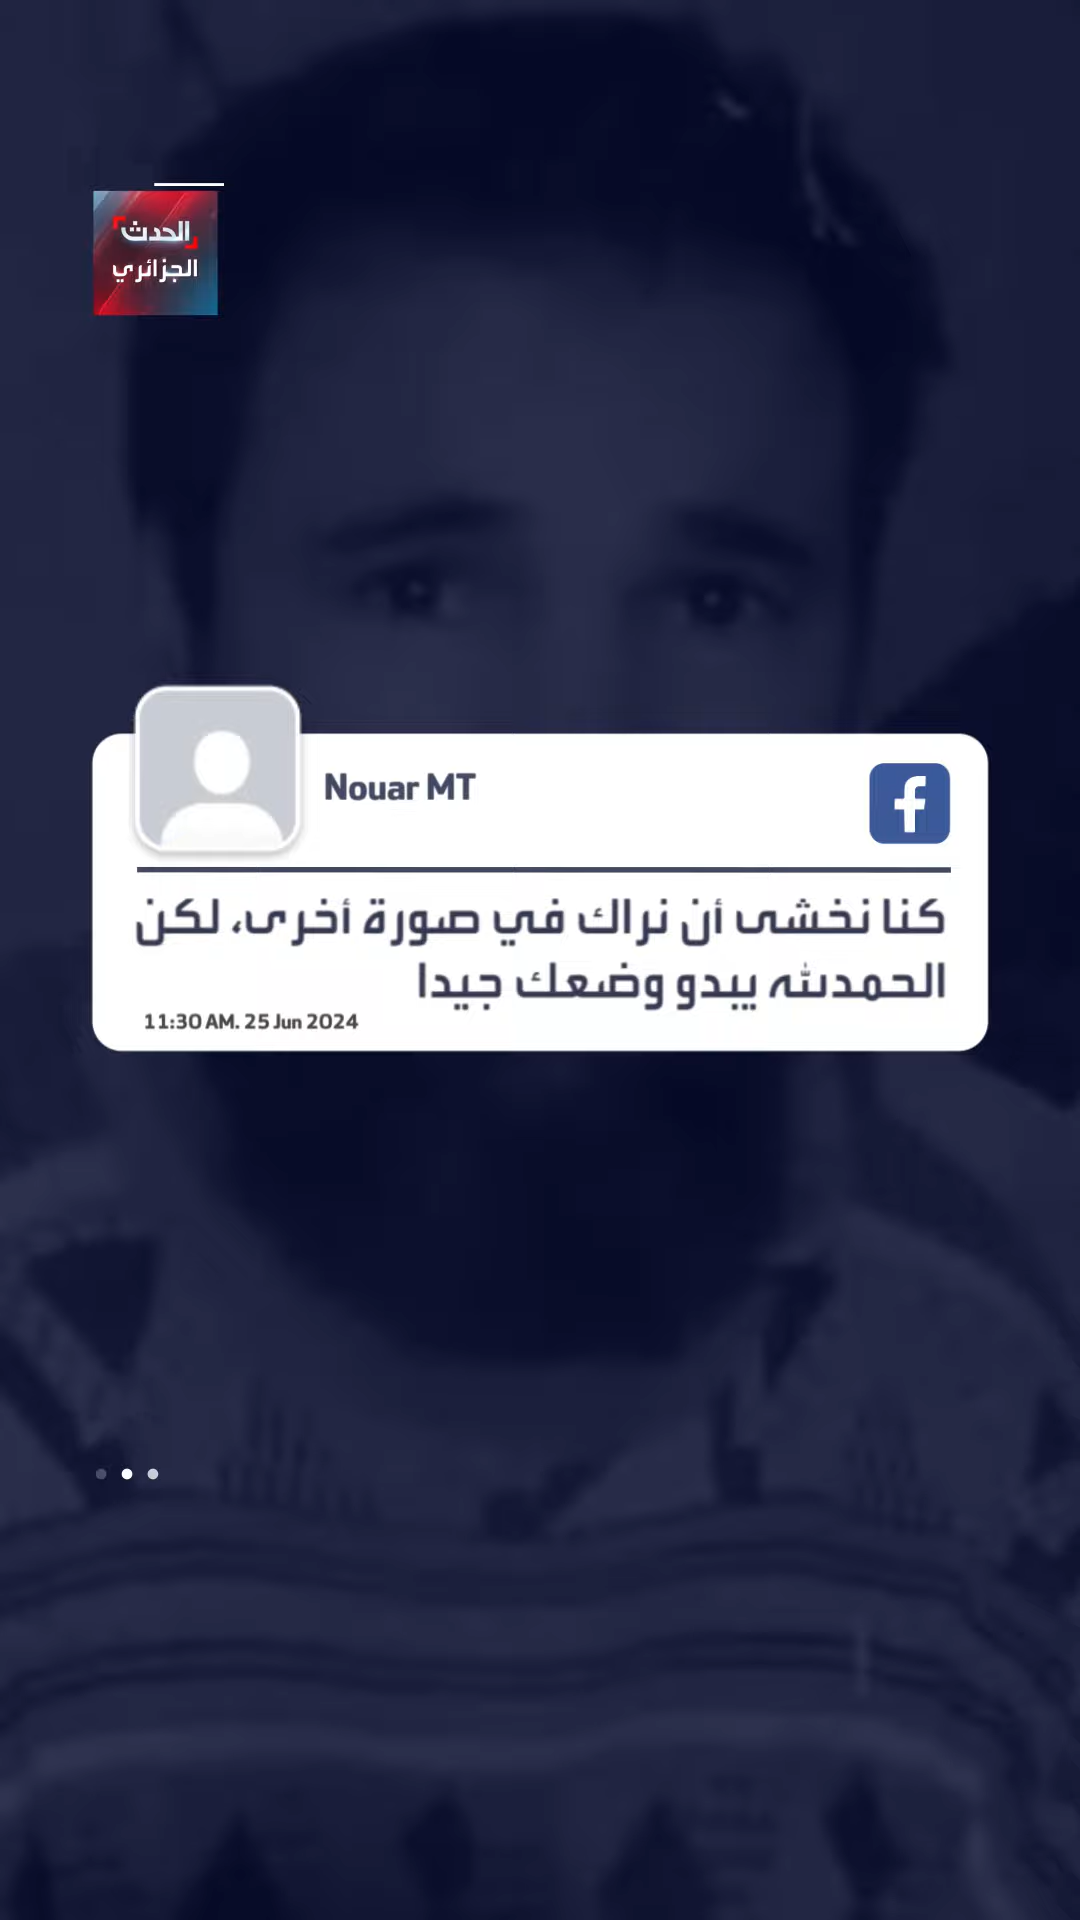 الحدث
الجزائري
Nouar MT
كنا نخشى أن نراك في صورة أخرى، لكن
الحمدلله يبدو وضعك جيدا
11:30 AM. 25 Jun 2024